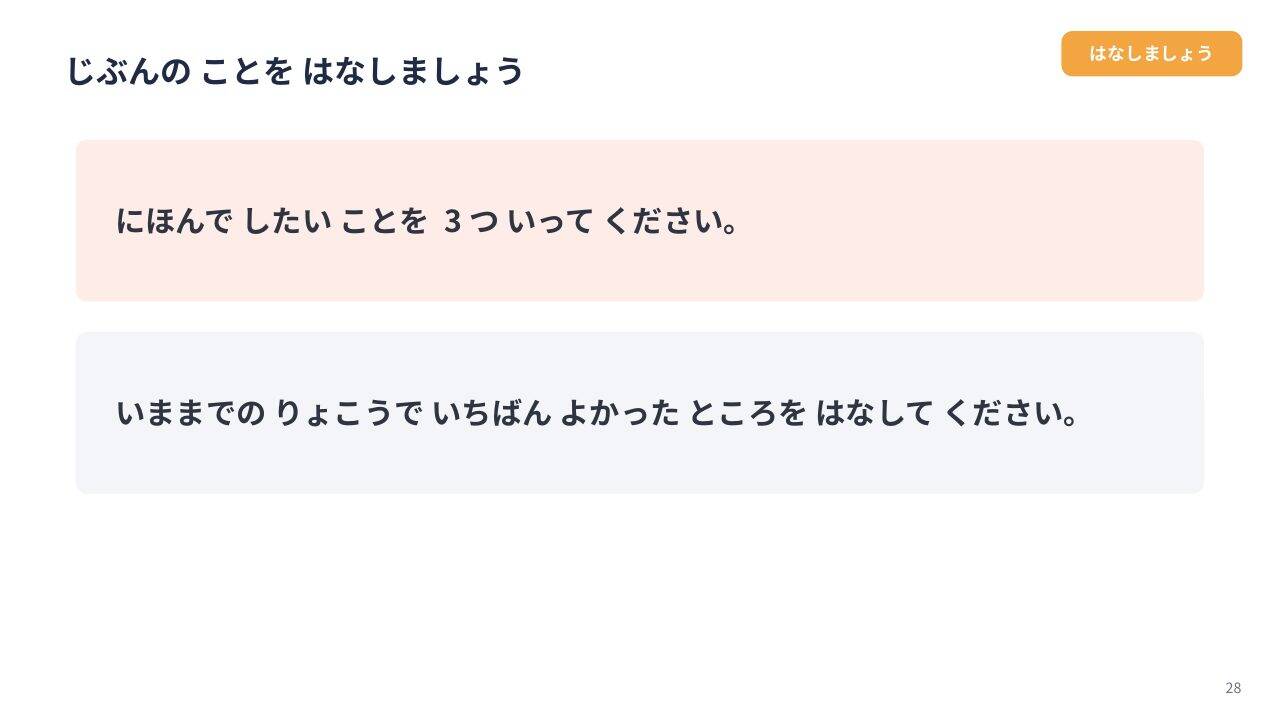 じぶんの ことを はなしましょう
はなしましょう
にほんで したい ことを 3 つ いって ください。
いままでの りょこうで いちばん よかった ところを はなして ください。
28